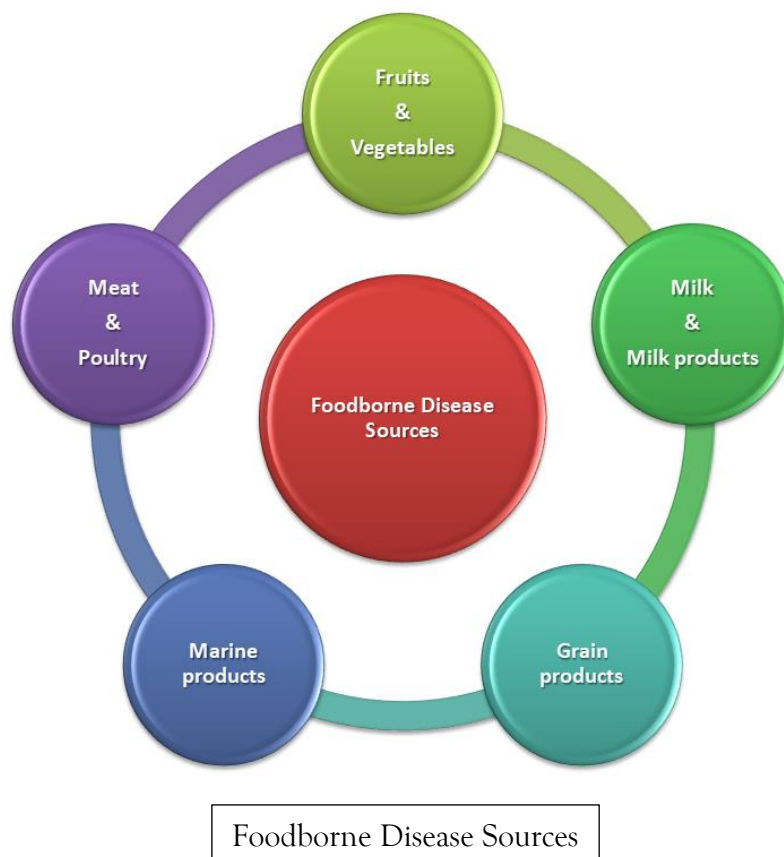 Fruits
&
Vegetables
Meat
&
Poultry
Milk
&
Milk products
Foodborne Disease
Sources
Marine
products
Grain
products
Foodborne Disease Sources